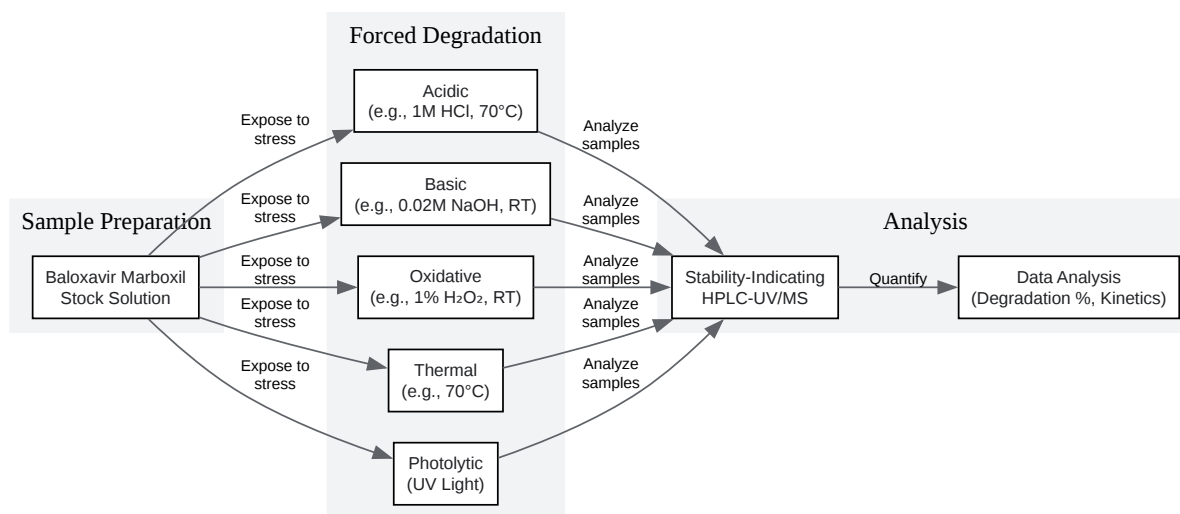 Forced Degradation
Acidic
(e.g., 1M HCl, 70°C)
Expose to
stress
Analyze
samples
Basic
(e.g., 0.02M NaOH, RT)
Expose to
stress
Analyze
samples
Sample Preparation
Analysis
Baloxavir Marboxil
Stock Solution
Expose to
stress
Oxidative
(e.g., 1% H₂O₂, RT)
Analyze
samples
Stability-Indicating
HPLC-UV/MS
Quantify
Data Analysis
(Degradation %, Kinetics)
Expose to
stress
Analyze
samples
Thermal
(e.g., 70°C)
Expose to
stress
Analyze
samples
Photolytic
(UV Light)